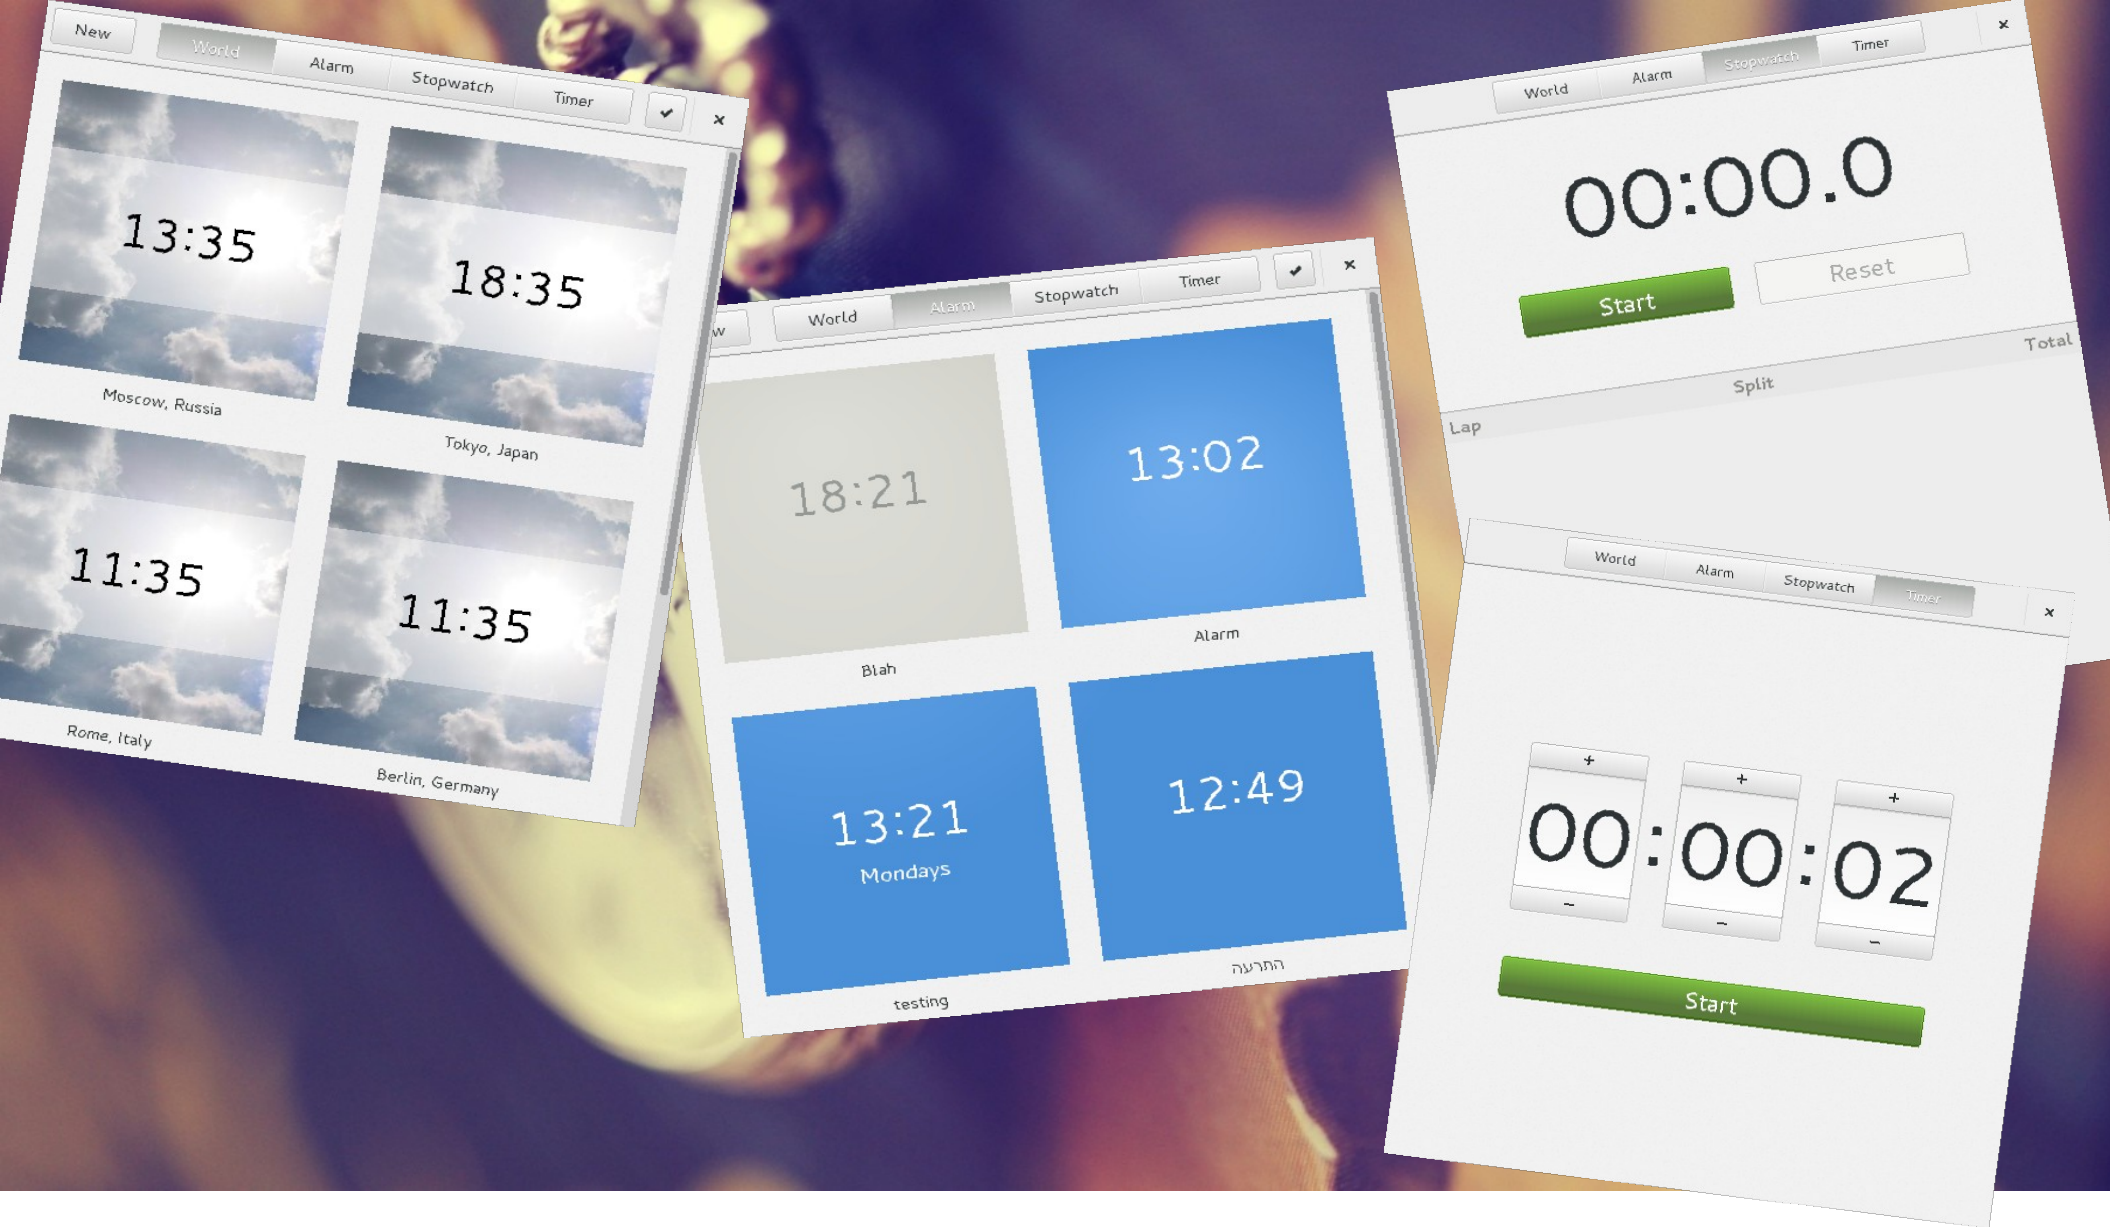 New
World
Alarm
Stopwatch
Timer
13:35
18:35
Moscow, Russia
Tokyo, Japan
11:35
11:35
Rome, Italy
Berlin, Germany
w
World
Alarm
Stopwatch
Timer
18:21
13:02
Blah
Alarm
13:21
Mondays
12:49
testing
התרעה
World
Alarm
Stopwatch
Timer
00:00.0
Start
Reset
Lap
Split
Total
World
Alarm
Stopwatch
Timer
+
+
+
00:00:02
−
−
−
Start